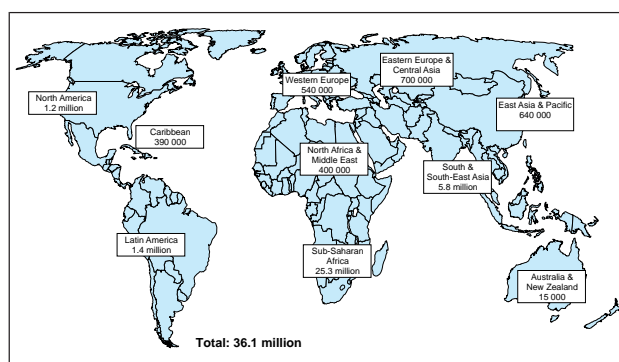 Eastern Europe &
Central Asia
700 000
Western Europe
540 000
North America
1.2 million
East Asia & Pacific
640 000
Caribbean
390 000
North Africa &
Middle East
400 000
South &
South-East Asia
5.8 million
Latin America
1.4 million
Sub-Saharan
Africa
25.3 million
Australia &
New Zealand
15 000
Total: 36.1 million